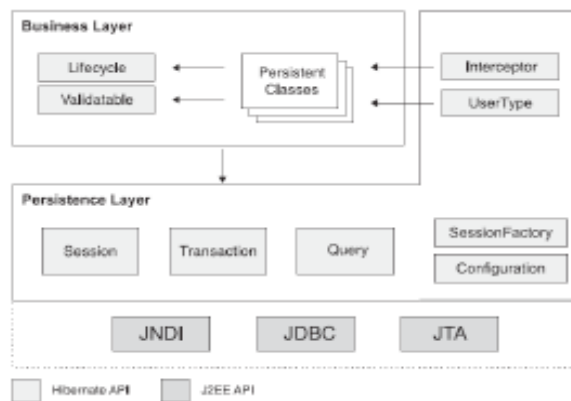 Business Layer
Lifecycle
Validatable
Persistent
Classes
Interceptor
UserType
Persistence Layer
Session
Transaction
Query
SessionFactory
Configuration
JNDI
JDBC
JTA
Hibernate API
J2EE API